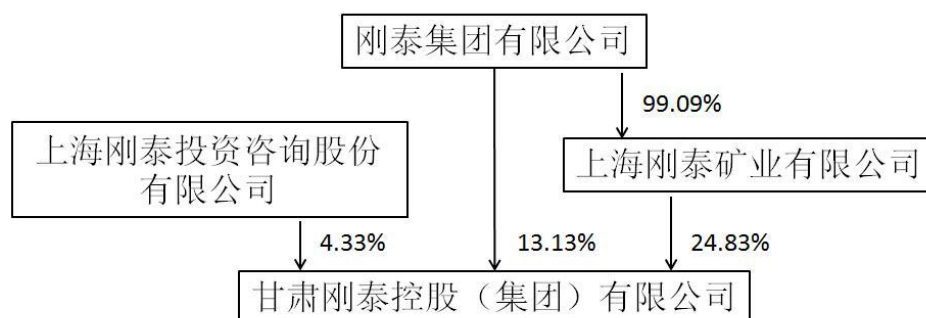 刚泰集团有限公司
99.09%
上海刚泰投资咨询股份
有限公司
上海刚泰矿业有限公司
4.33%
13.13%
24.83%
甘肃刚泰控股（集团）有限公司